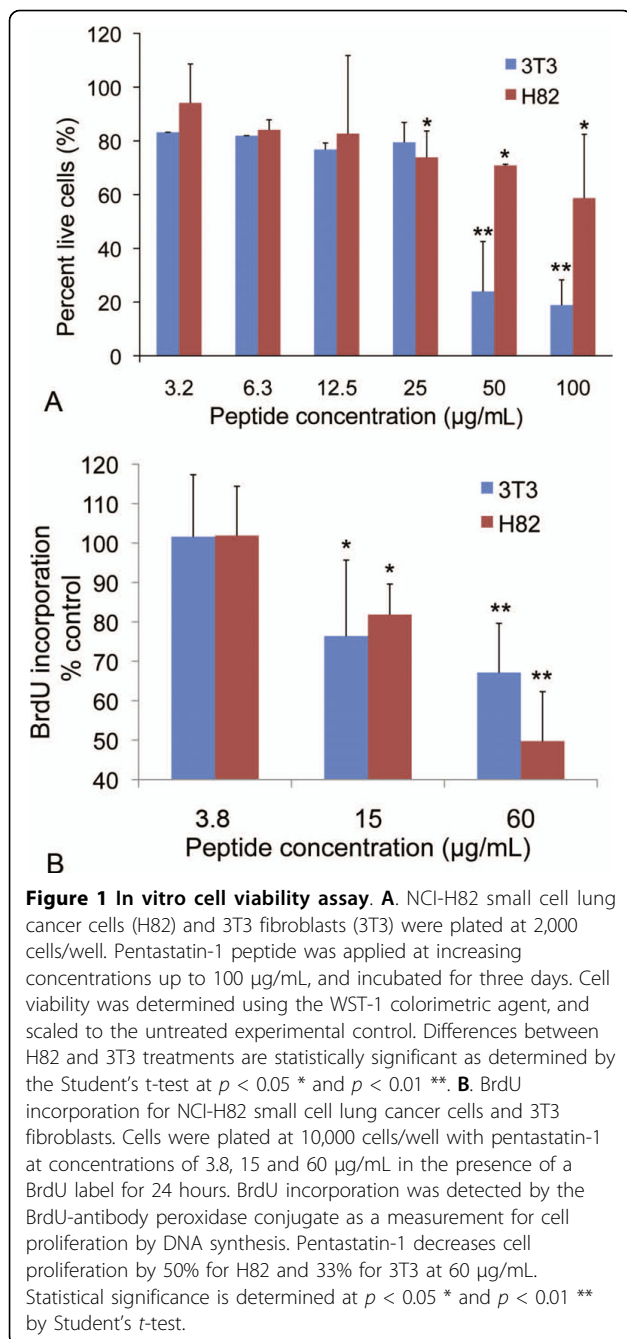 120
100
80
60
40
20
0
Percent live cells (%)
3T3
H82
*
*
*
**
**
3.2 6.3 12.5 25 50 100
A
Peptide concentration (µg/mL)
120
110
100
90
80
70
60
50
40
BrdU incorporation
% control
3T3
H82
*
*
**
**
3.8 15 60
Peptide concentration (µg/mL)
B
Figure 1 In vitro cell viability assay. A. NCI-H82 small cell lung
cancer cells (H82) and 3T3 fibroblasts (3T3) were plated at 2,000
cells/well. Pentastatin-1 peptide was applied at increasing
concentrations up to 100 µg/mL, and incubated for three days. Cell
viability was determined using the WST-1 colorimetric agent, and
scaled to the untreated experimental control. Differences between
H82 and 3T3 treatments are statistically significant as determined by
the Student's t-test at p < 0.05 * and p < 0.01 **. B. BrdU
incorporation for NCI-H82 small cell lung cancer cells and 3T3
fibroblasts. Cells were plated at 10,000 cells/well with pentastatin-1
at concentrations of 3.8, 15 and 60 µg/mL in the presence of a
BrdU label for 24 hours. BrdU incorporation was detected by the
BrdU-antibody peroxidase conjugate as a measurement for cell
proliferation by DNA synthesis. Pentastatin-1 decreases cell
proliferation by 50% for H82 and 33% for 3T3 at 60 µg/mL.
Statistical significance is determined at p < 0.05 * and p < 0.01 **
by Student's t-test.